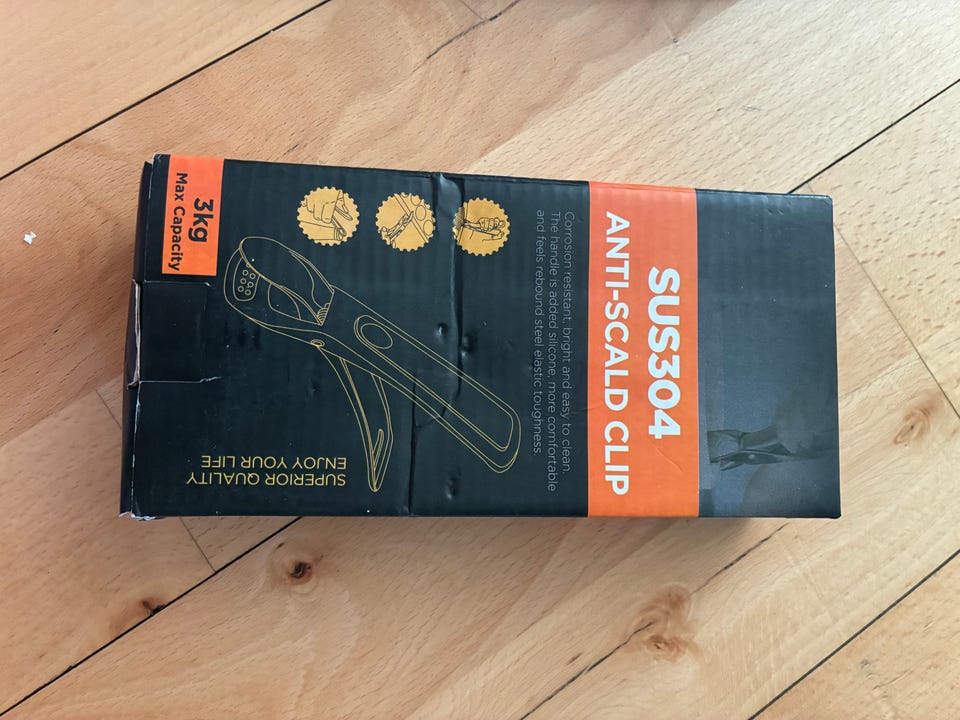 SUS304
ANTI-SCALD CLIP
Corrosion resistant, bright and easy to clean.
The handle is added silicone, more comfortable
and feels rebound steel elastic toughness.
3kg
Max Capacity
SUPERIOR QUALITY
ENJOY YOUR LIFE